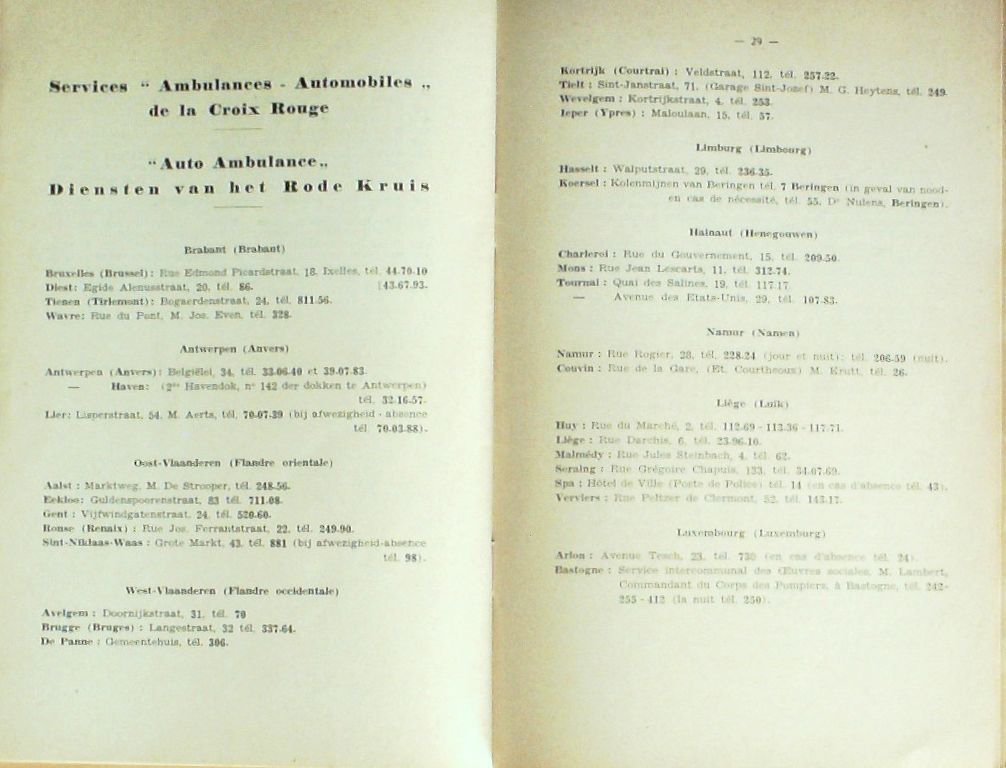 Services “ Ambulances - Automobiles „
de la Croix Rouge
“Auto Ambulance„
Diensten van het Rode Kruis
Brabant (Brabant)
Bruxelles (Brussel): Rue Edmond Picardstraat, 18, Ixelles, tél. 44-70-10
Diest: Egide Alenusstraat, 20, tél. 86. [43.67.93.
Tienen (Tirlemont): Bogaerdenstraat, 24, tél. 811.56.
Wavre: Rue du Pont, M. Jos. Even, tél. 328.
Antwerpen (Anvers)
Antwerpen (Anvers): Belgiëlei, 34, tél. 33-06-40 et 39-07-83.
— Haven: (2de Havendok, n° 142 der dokken te Antwerpen)
tél. 32-16-57-
Lier: Lisperstraat, 54, M. Aerts, tél. 70-07-39 (bij afwezigheid - absence
tél. 70-03-88).
Oost-Vlaanderen (Flandre orientale)
Aalst : Marktweg, M. De Strooper, tél. 248-56.
Eekloo: Guldenspoorenstraat, 83 tél. 711-08.
Gent : Vijfwindgatenstraat, 24, tél. 520-60.
Ronse (Renaix) : Rue Jos. Ferrantstraat, 22, tél. 249-90.
Sint-Niklaas-Waas : Grote Markt, 43, tél. 881 (bij afwezigheid-absence
tél. 98).
West-Vlaanderen (Flandre occidentale)
Avelgem : Doornijkstraat, 31, tél. 70
Brugge (Bruges) : Langestraat, 32 tél. 337-64.
De Panne : Gemeentehuis, tél. 306.
— 29 —
Kortrijk (Courtrai) : Veldstraat, 112, tél. 257-22.
Tielt : Sint-Janstraat, 71, (Garage Sint-Jozef) M. G. Heytens, tél. 249.
Wevelgem : Kortrijkstraat, 4, tél. 253.
Ieper (Ypres) : Maloulaan, 15, tél. 57.
Limburg (Limbourg)
Hasselt : Walputstraat, 29, tél. 236-35.
Koersel : Kolenmijnen van Beringen tél. 7 Beringen (in geval van nood-
en cas de nécessité, tél. 55, Dr Nulens, Beringen).
Hainaut (Henegouwen)
Charleroi : Rue du Gouvernement, 15, tél. 209-50.
Mons : Rue Jean Lescarts, 11, tél. 312-74.
Tournai : Quai des Salines, 19, tél. 117-17.
— Avenue des Etats-Unis, 29, tél. 107-83.
Namur (Namen)
Namur : Rue Rogier, 28, tél. 228-24 (jour et nuit); tél. 206-59 (nuit).
Couvin : Rue de la Gare, (Et. Courtheoux) M. Krutt, tél. 26.
Liège (Luik)
Huy : Rue du Marché, 2, tél. 112-69 - 113-36 - 117-71.
Liège : Rue Darchis, 6, tél. 23-96-10.
Malmédy : Rue Jules Steinbach, 4, tél. 62.
Seraing : Rue Grégoire Chapuis, 133, tél. 34-07-69.
Spa : Hôtel de Ville (Poste de Police) tél. 14 (en cas d'absence tél. 43).
Verviers : Rue Peltzer de Clermont, 52, tél. 143-17.
Luxembourg (Luxemburg)
Arlon : Avenue Tesch, 23, tél. 730 (en cas d'absence tél. 24).
Bastogne : Service intercommunal des Œuvres sociales, M. Lambert,
Commandant du Corps des Pompiers, à Bastogne, tél. 242-
255 - 412 (la nuit tél. 250).